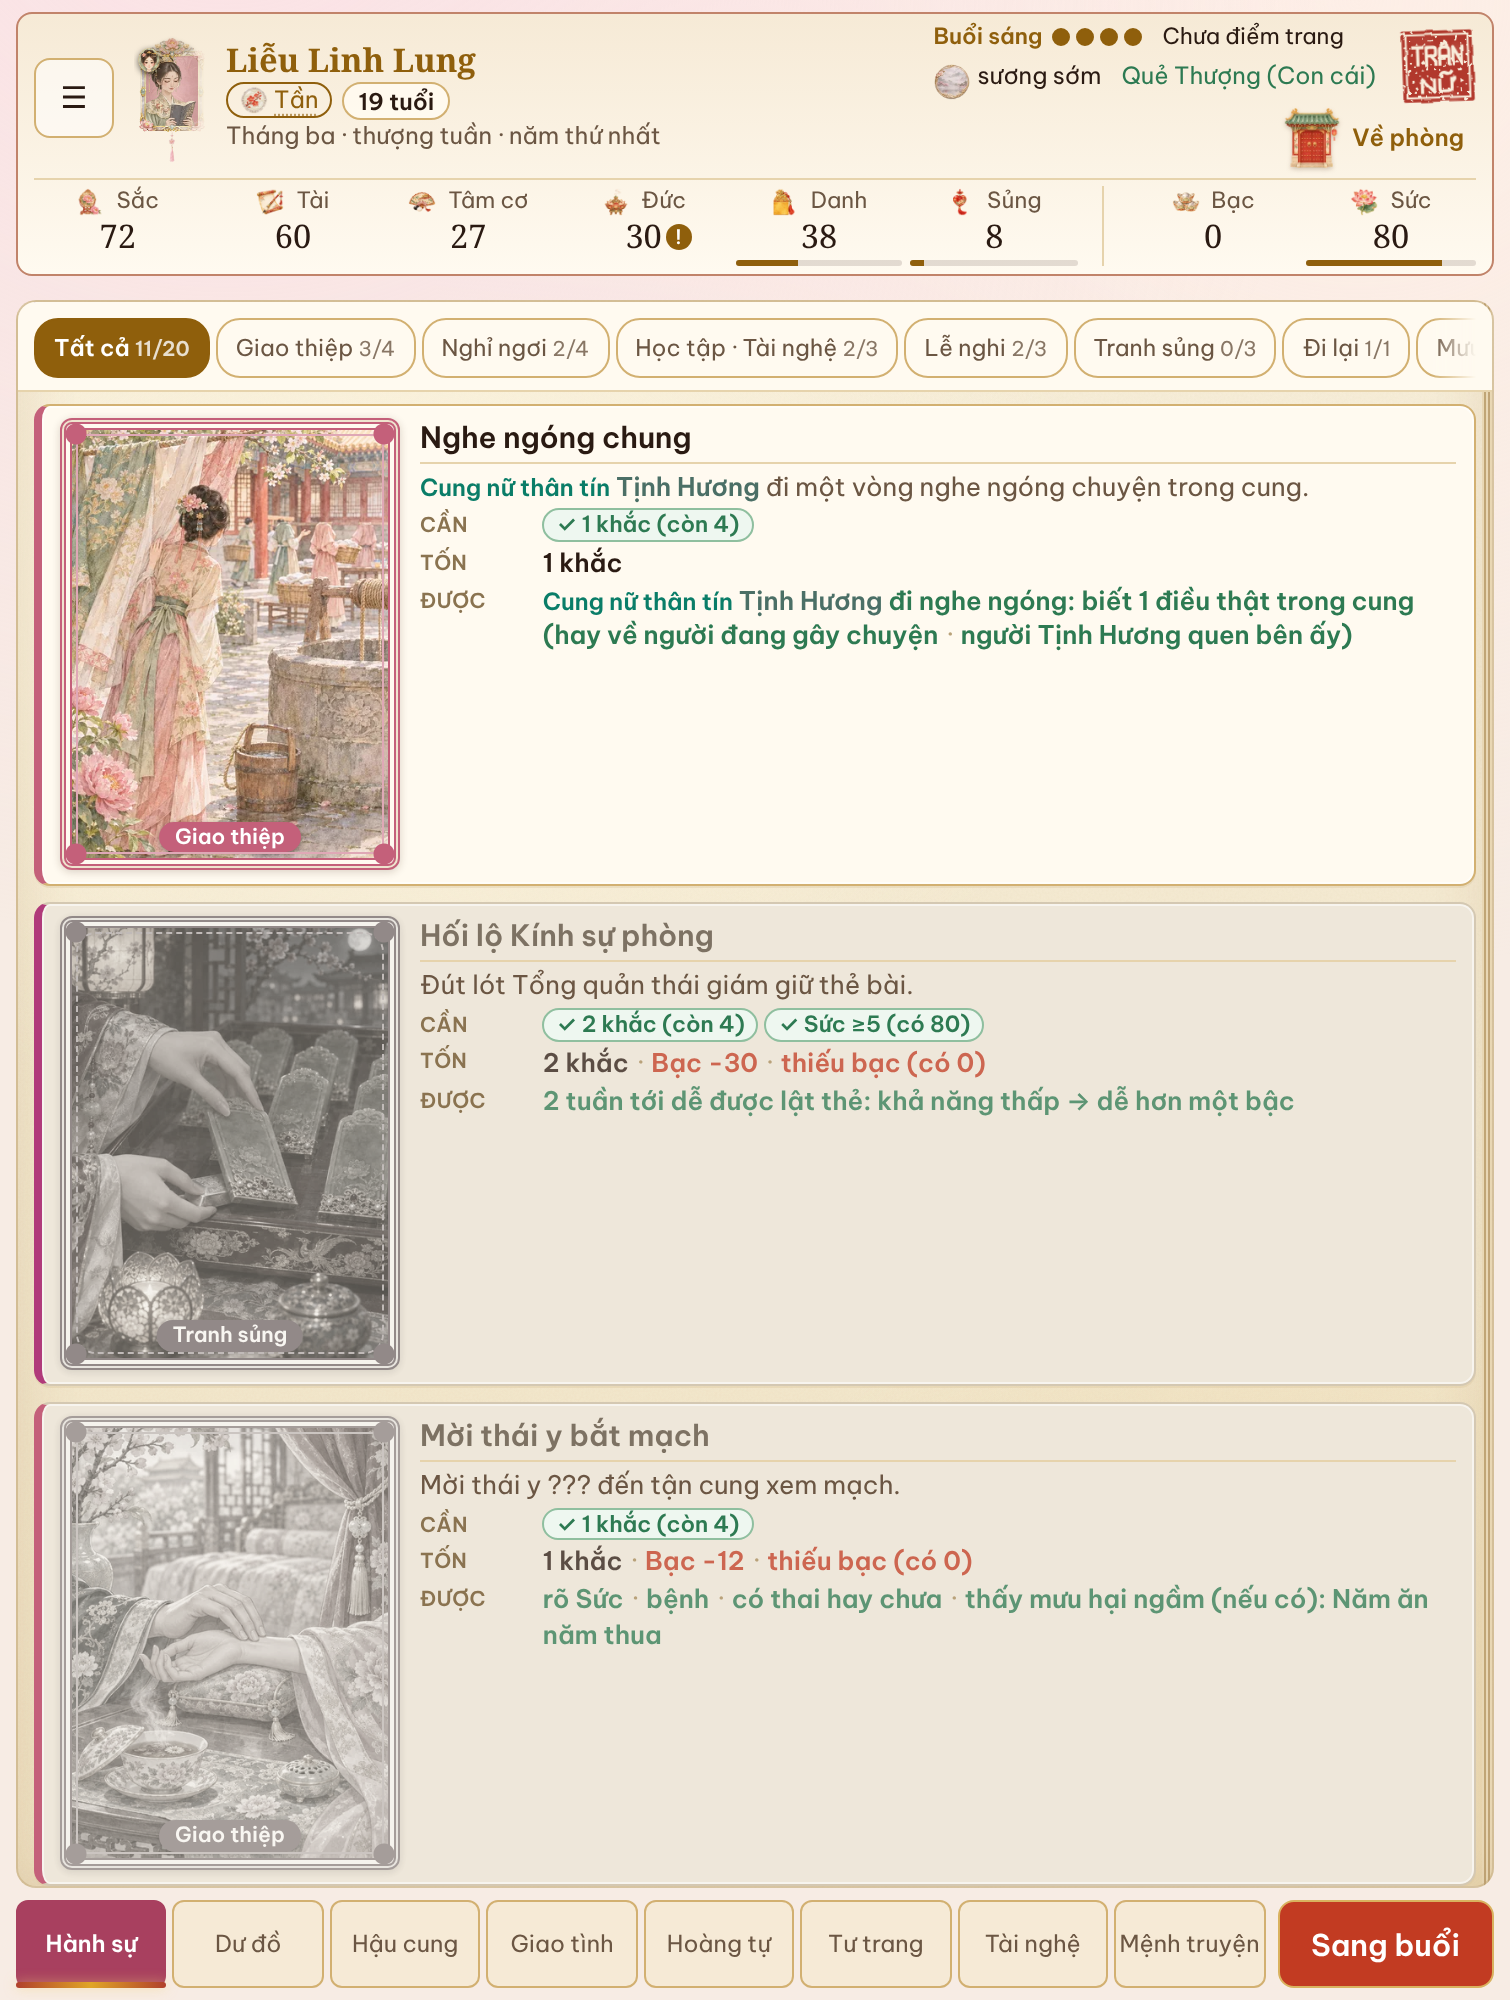 ☰
Liễu Linh Lung
Tần 19 tuổi
Tháng ba · thượng tuần · năm thứ nhất
Buổi sáng Chưa điểm trang
sương sớm Quẻ Thượng (Con cái)
TRÂN
NỮ
Về phòng
Sắc Tài Tâm cơ Đức Danh Sủng Bạc Sức
72 60 27 30 ! 38 8 0 80
Tất cả 11/20 Giao thiệp 3/4 Nghỉ ngơi 2/4 Học tập · Tài nghệ 2/3 Lễ nghi 2/3 Tranh sủng 0/3 Đi lại 1/1
Nghe ngóng chung
Cung nữ thân tín Tịnh Hương đi một vòng nghe ngóng chuyện trong cung.
CẦN ✓ 1 khắc (còn 4)
TỐN 1 khắc
ĐƯỢC Cung nữ thân tín Tịnh Hương đi nghe ngóng: biết 1 điều thật trong cung
(hay về người đang gây chuyện · người Tịnh Hương quen bên ấy)
Giao thiệp
Hối lộ Kính sự phòng
Đút lót Tổng quản thái giám giữ thẻ bài.
CẦN ✓ 2 khắc (còn 4) ✓ Sức ≥5 (có 80)
TỐN 2 khắc · Bạc -30 · thiếu bạc (có 0)
ĐƯỢC 2 tuần tới dễ được lật thẻ: khả năng thấp → dễ hơn một bậc
Tranh sủng
Mời thái y bắt mạch
Mời thái y ??? đến tận cung xem mạch.
CẦN ✓ 1 khắc (còn 4)
TỐN 1 khắc · Bạc -12 · thiếu bạc (có 0)
ĐƯỢC rõ Sức · bệnh · có thai hay chưa · thấy mưu hại ngầm (nếu có): Năm ăn
năm thua
Giao thiệp
Hành sự Dư đồ Hậu cung Giao tình Hoàng tự Tư trang Tài nghệ Mệnh truyện Sang buổi